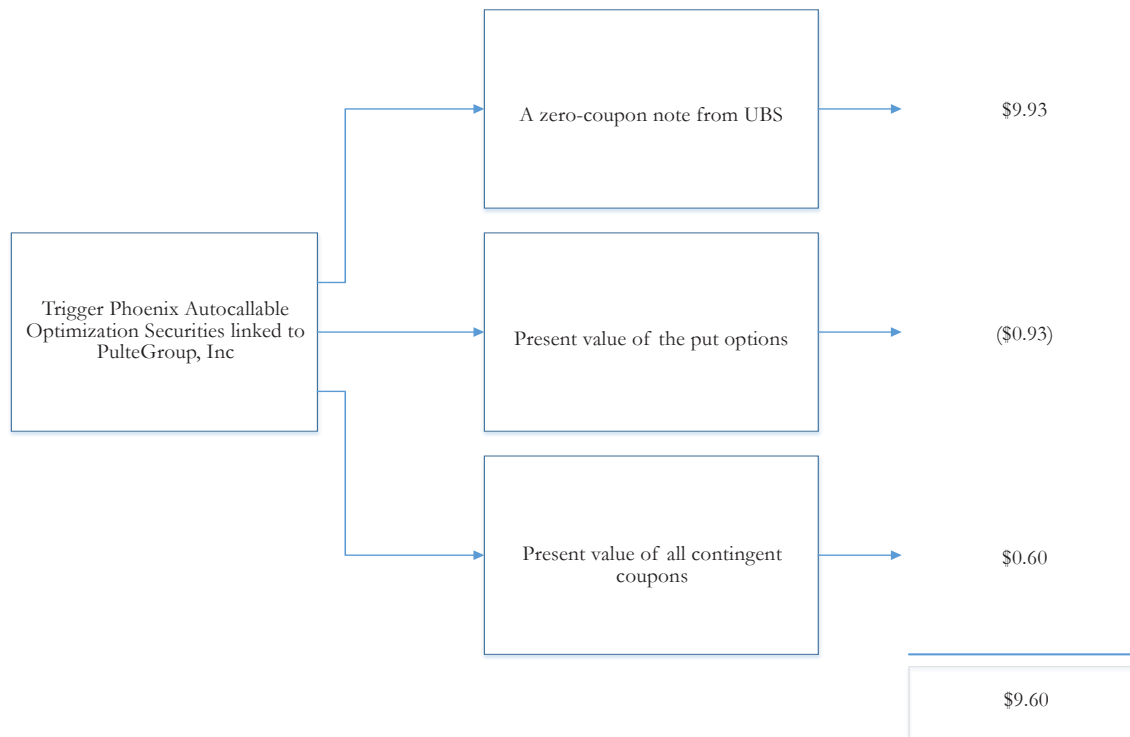 A zero-coupon note from UBS
$9.93
Trigger Phoenix Autocallable
Optimization Securities linked to
PulteGroup, Inc
Present value of the put options
($0.93)
Present value of all contingent
coupons
$0.60
$9.60